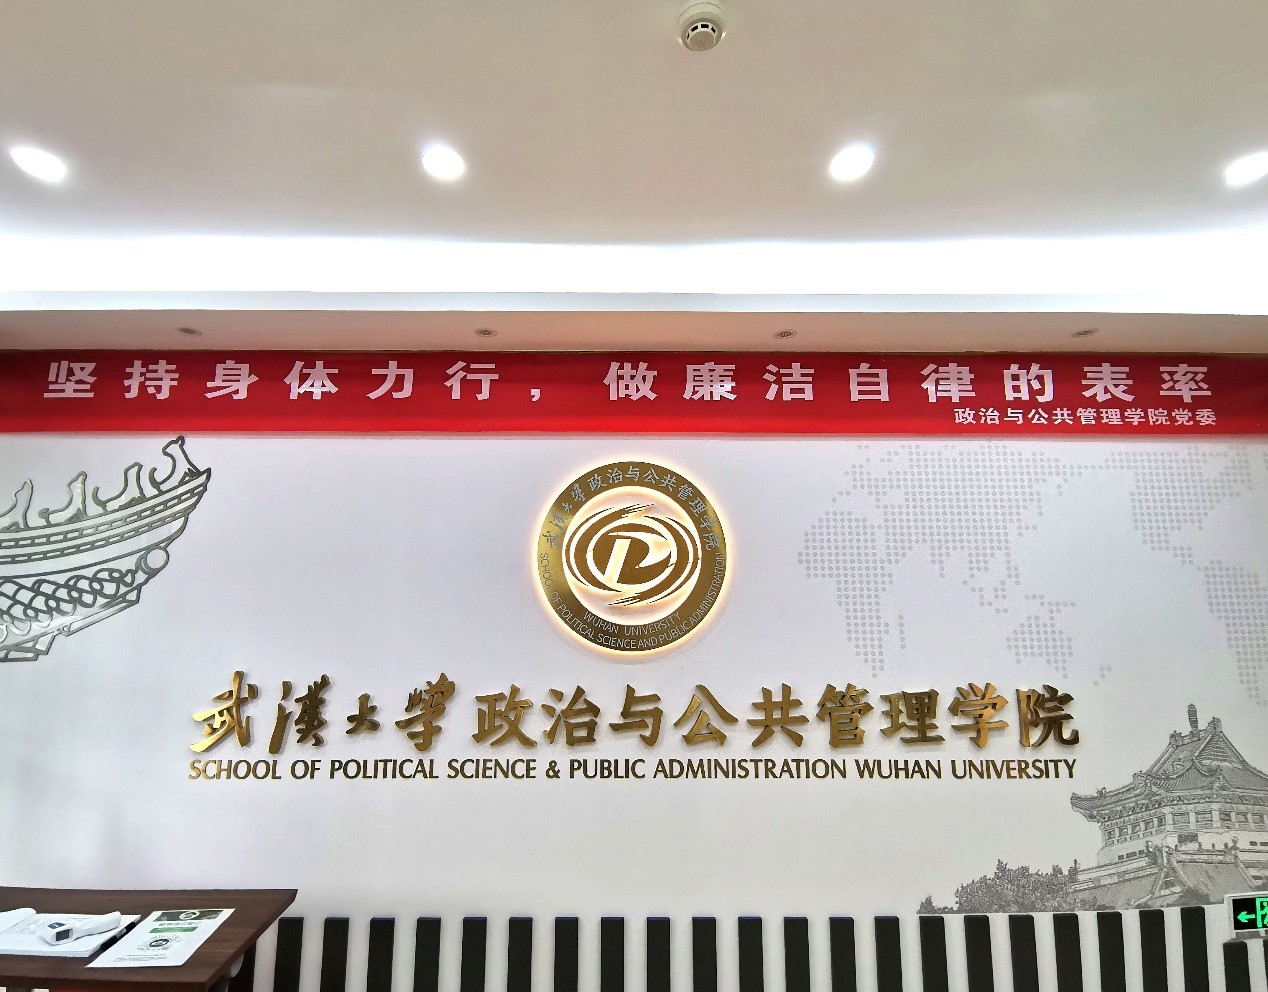 坚持身体力行，做廉洁自律的表率
政治与公共管理学院党委
武汉大学政治与公共管理学院
WUHAN UNIVERSITY
SCHOOL OF POLITICAL SCIENCE AND PUBLIC ADMINISTRATION
武漢大學政治与公共管理学院
SCHOOL OF POLITICAL SCIENCE & PUBLIC ADMINISTRATION WUHAN UNIVERSITY